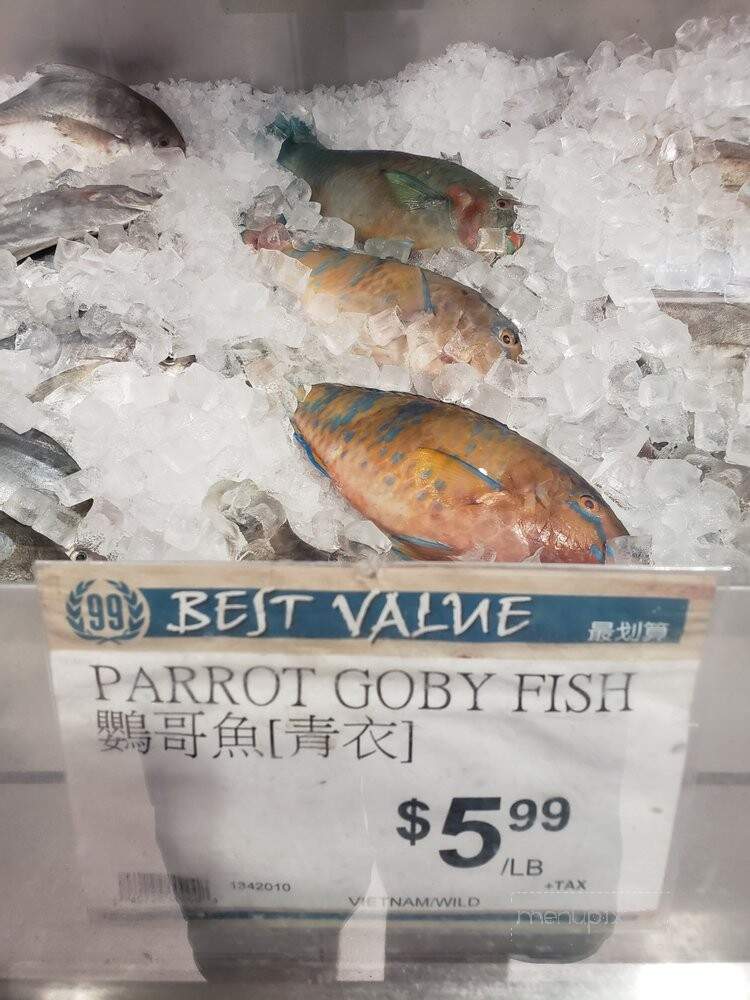 99 BEST VALUE 最划算
PARROT GOBY FISH
鸚哥魚[青衣]
$5.99
/LB
+TAX
1342010
VIETNAM/WILD
menupix